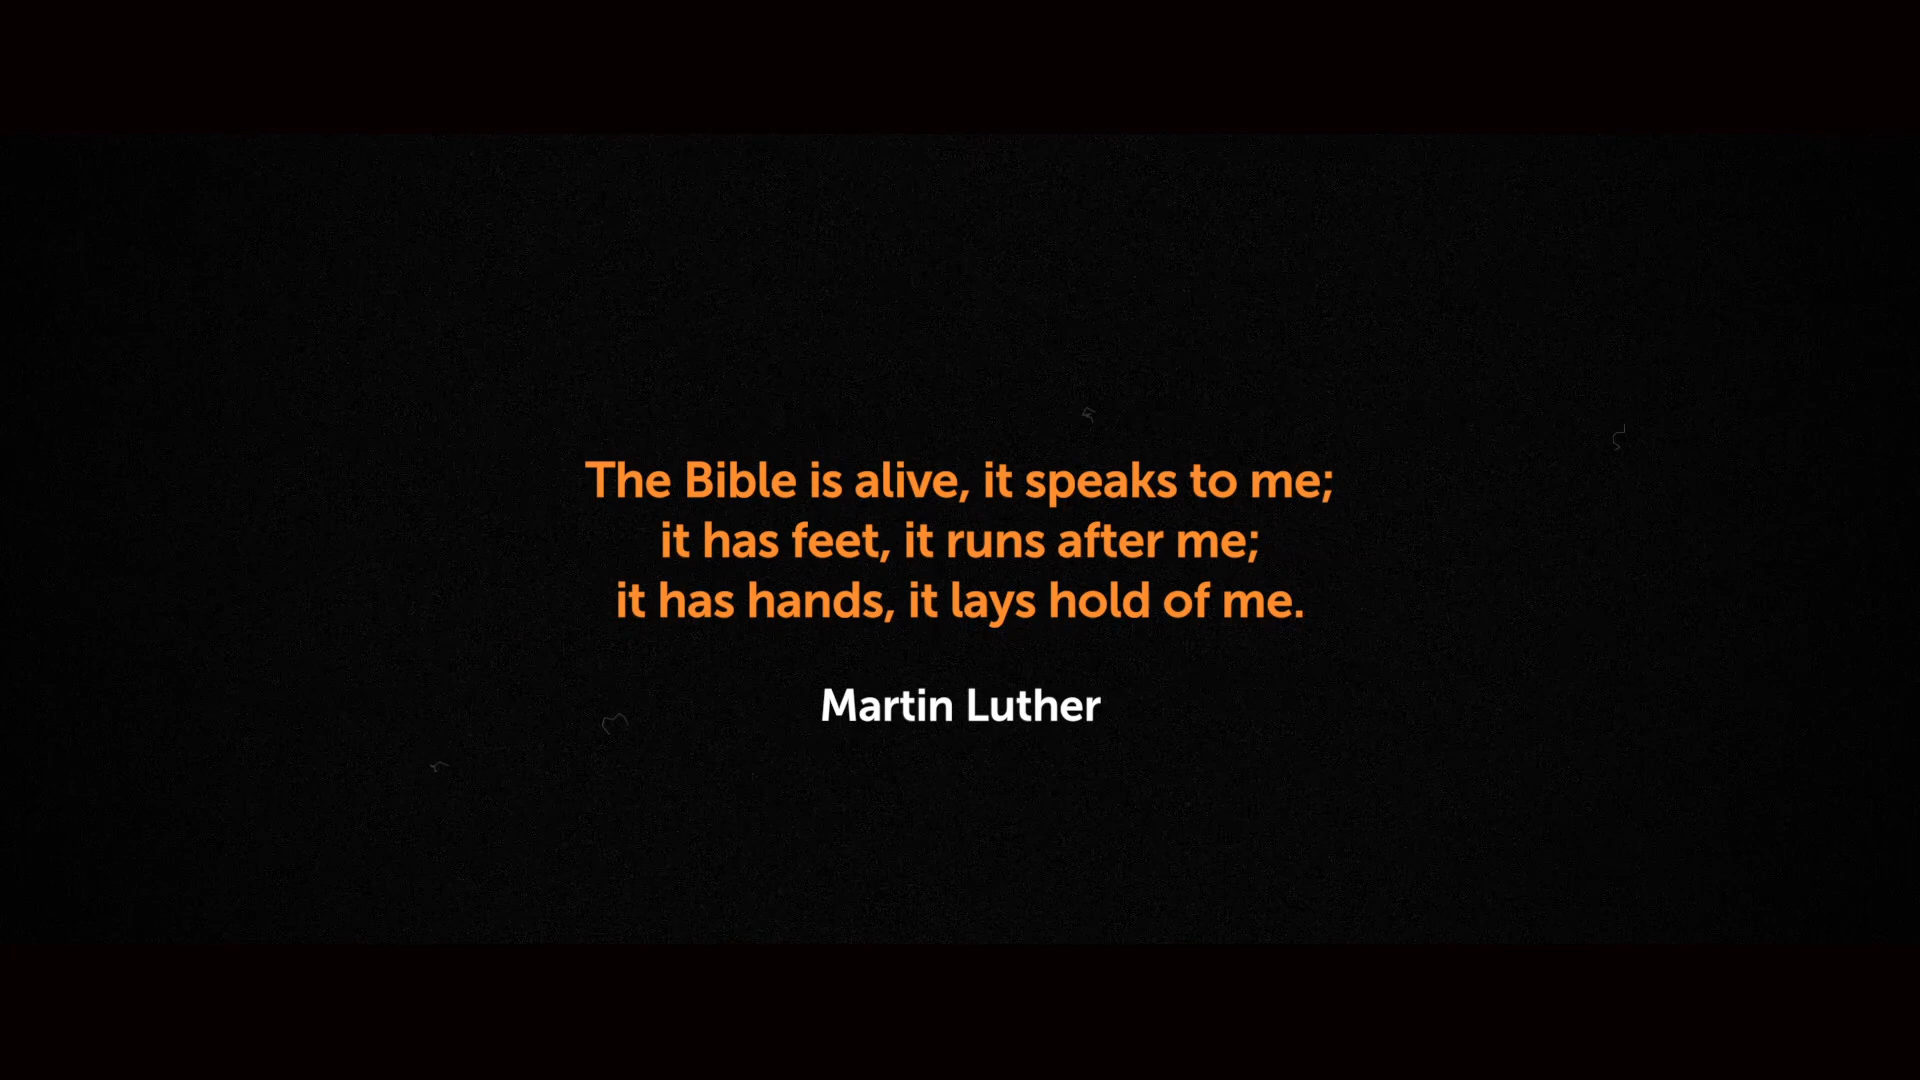 The Bible is alive, it speaks to me;
it has feet, it runs after me;
it has hands, it lays hold of me.
Martin Luther